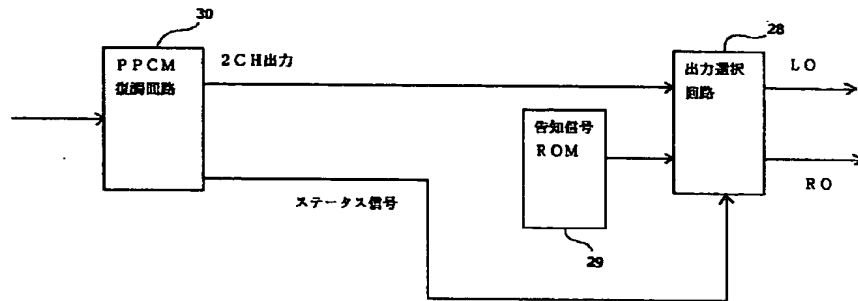 30
PPCM
復調回路
2CH出力
ステータス信号
告知信号
ROM
29
28
出力選択
回路
LO
RO